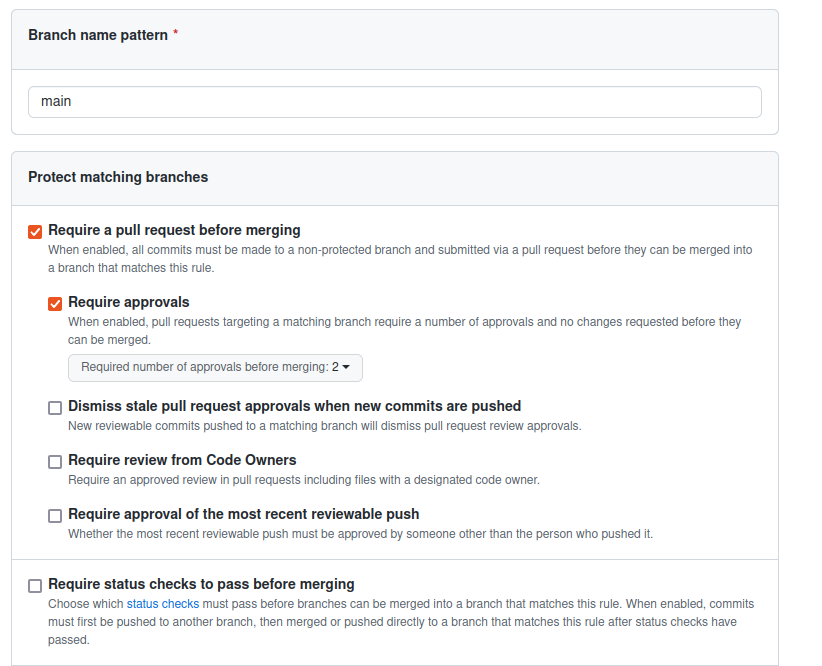 Branch name pattern *
main
Protect matching branches
Require a pull request before merging
When enabled, all commits must be made to a non-protected branch and submitted via a pull request before they can be merged into
a branch that matches this rule.
Require approvals
When enabled, pull requests targeting a matching branch require a number of approvals and no changes requested before they
can be merged.
Required number of approvals before merging: 2
Dismiss stale pull request approvals when new commits are pushed
New reviewable commits pushed to a matching branch will dismiss pull request review approvals.
Require review from Code Owners
Require an approved review in pull requests including files with a designated code owner.
Require approval of the most recent reviewable push
Whether the most recent reviewable push must be approved by someone other than the person who pushed it.
Require status checks to pass before merging
Choose which status checks must pass before branches can be merged into a branch that matches this rule. When enabled, commits
must first be pushed to another branch, then merged or pushed directly to a branch that matches this rule after status checks have
passed.